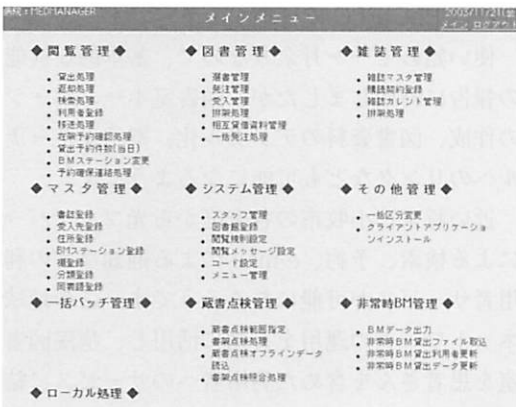 MEDMANAGER
メインメニュー
2003/11/21(金)
メイン ログアウト
◆閲覧管理◆
・貸出処理
・返却処理
・検索処理
・利用者登録
・移送処理
・在架予約確認処理
・貸出予約件数(当日)
・BMステーション変更
・予約確保連絡処理
◆図書管理◆
・選書管理
・発注管理
・受入管理
・排架処理
・相互貸借資料管理
・一括発注処理
◆雑誌管理◆
・雑誌マスタ管理
・購読契約登録
・雑誌カレント管理
・排架処理
◆マスタ管理◆
・書誌登録
・受入先登録
・住所登録
・BMステーション登録
・複登録
・分類登録
・同義語登録
◆システム管理◆
・スタッフ管理
・図書館登録
・閲覧規則設定
・閲覧メッセージ設定
・コード設定
・メニュー管理
◆その他管理◆
・一括区分変更
・クライアントアプリケーショ
ンインストール
◆一括バッチ管理◆
◆蔵書点検管理◆
・蔵書点検範囲指定
・蔵書点検処理
・蔵書点検オフラインデータ
読込
・蔵書点検照合処理
◆非常時BM管理◆
・BMデータ出力
・非常時BM貸出ファイル取込
・非常時BM貸出利用者更新
・非常時BM貸出データ更新
◆ローカル処理◆